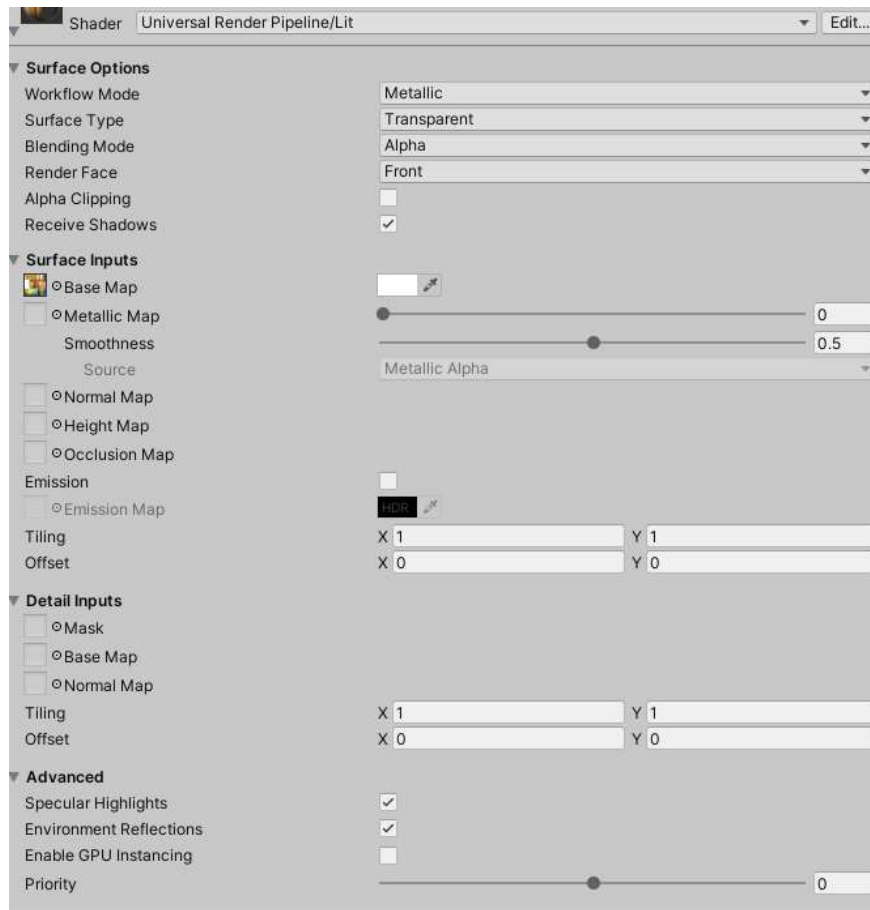 Shader Universal Render Pipeline/Lit Edit...
Surface Options
Workflow Mode Metallic
Surface Type Transparent
Blending Mode Alpha
Render Face Front
Alpha Clipping
Receive Shadows
Surface Inputs
Base Map
Metallic Map 0
Smoothness 0.5
Source Metallic Alpha
Normal Map
Height Map
Occlusion Map
Emission
Emission Map HDR
Tiling X 1 Y 1
Offset X 0 Y 0
Detail Inputs
Mask
Base Map
Normal Map
Tiling X 1 Y 1
Offset X 0 Y 0
Advanced
Specular Highlights
Environment Reflections
Enable GPU Instancing
Priority 0